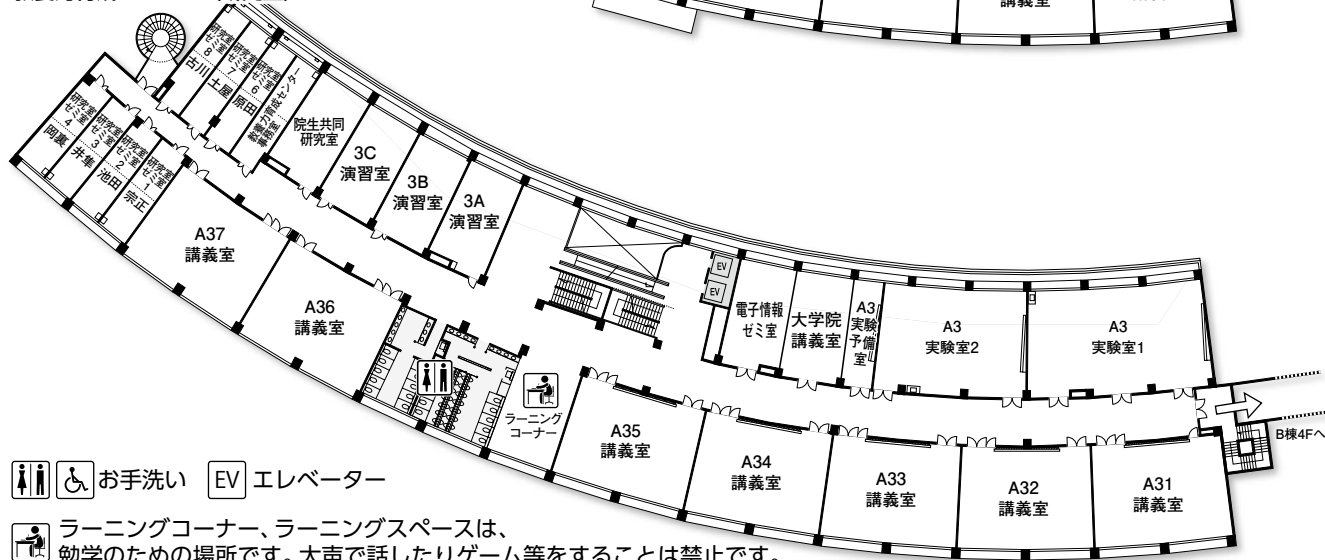 講義室
研究室
ゼミ室
8
古川
研究室
ゼミ室
7
土屋
研究室
ゼミ室
6
原田
教養力育成センター
事務室
院生共同
研究室
3C
演習室
3B
演習室
3A
演習室
研究室
ゼミ室
4
岡裏
研究室
ゼミ室
3
井隼
研究室
ゼミ室
2
池田
研究室
ゼミ室
1
宗正
A37
講義室
A36
講義室
EV
EV
電子情報
ゼミ室
大学院
講義室
A3
実験
予備
室
A3
実験室2
A3
実験室1
ラーニング
コーナー
A35
講義室
A34
講義室
A33
講義室
A32
講義室
A31
講義室
B棟4Fへ
お手洗い
EV エレベーター
ラーニングコーナー、ラーニングスペースは、
勉学のための場所です。大声で話したりゲーム等をすることは禁止です。